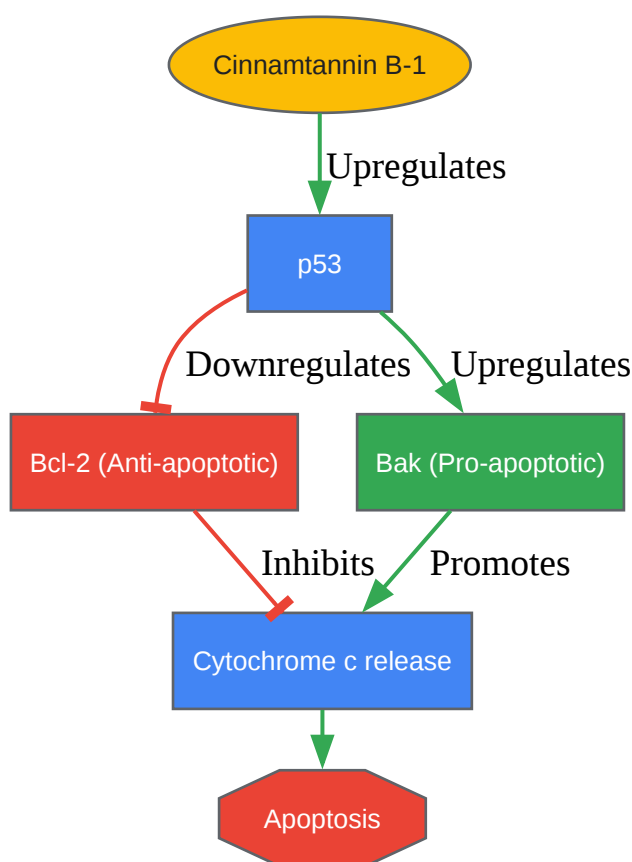 Cinnamtannin B-1
Upregulates
p53
Downregulates
Upregulates
Bcl-2 (Anti-apoptotic)
Bak (Pro-apoptotic)
Inhibits
Promotes
Cytochrome c release
Apoptosis